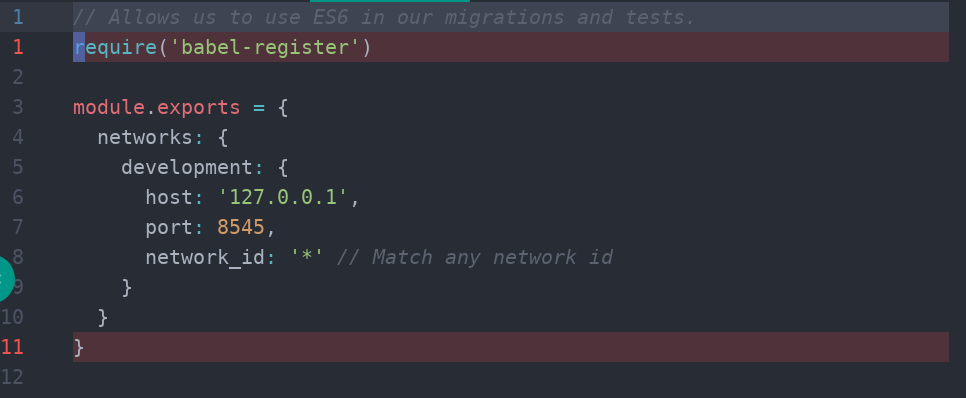 1 // Allows us to use ES6 in our migrations and tests.
1 require('babel-register')
2
3 module.exports = {
4   networks: {
5     development: {
6       host: '127.0.0.1',
7       port: 8545,
8       network_id: '*' // Match any network id
9     }
10   }
11 }
12